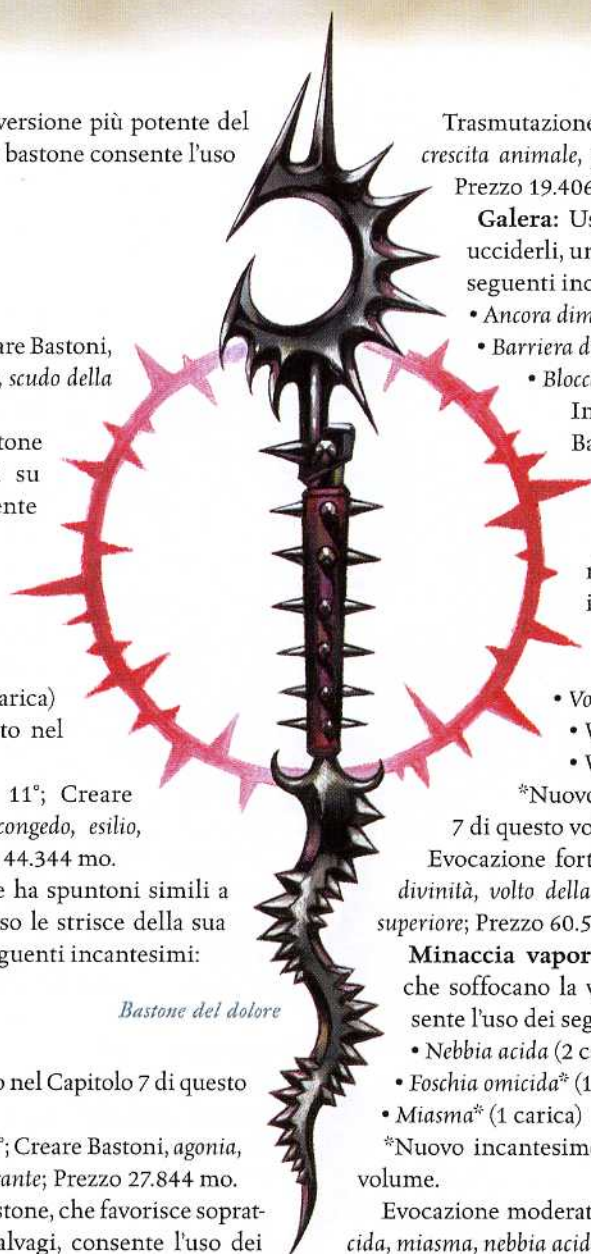 versione più potente del
bastone consente l'uso
are Bastoni,
, scudo della
tone
su
ente
arica)
to nel
11°; Creare
congedo, esilio,
44.344 mo.
e ha spuntoni simili a
so le strisce della sua
guenti incantesimi:
Bastone del dolore
o nel Capitolo 7 di questo
°; Creare Bastoni, agonia,
rante; Prezzo 27.844 mo.
stone, che favorisce soprat-
alvagi, consente l'uso dei
Trasmutazione
crescita animale,
Prezzo 19.406
Galera: Us
ucciderli, un
seguenti inc
• Ancora dim
• Barriera d
• Blocc
In
Ba
r
i
• Vo
• V
• V
*Nuovo
7 di questo vo
Evocazione fort
divinità, volto della
superiore; Prezzo 60.5
Minaccia vapor
che soffocano la v
sente l'uso dei seg
• Nebbia acida (2 c
• Foschia omicida* (1
• Miasma* (1 carica)
*Nuovo incantesim
volume.
Evocazione moderat
cida, miasma, nebbia acid